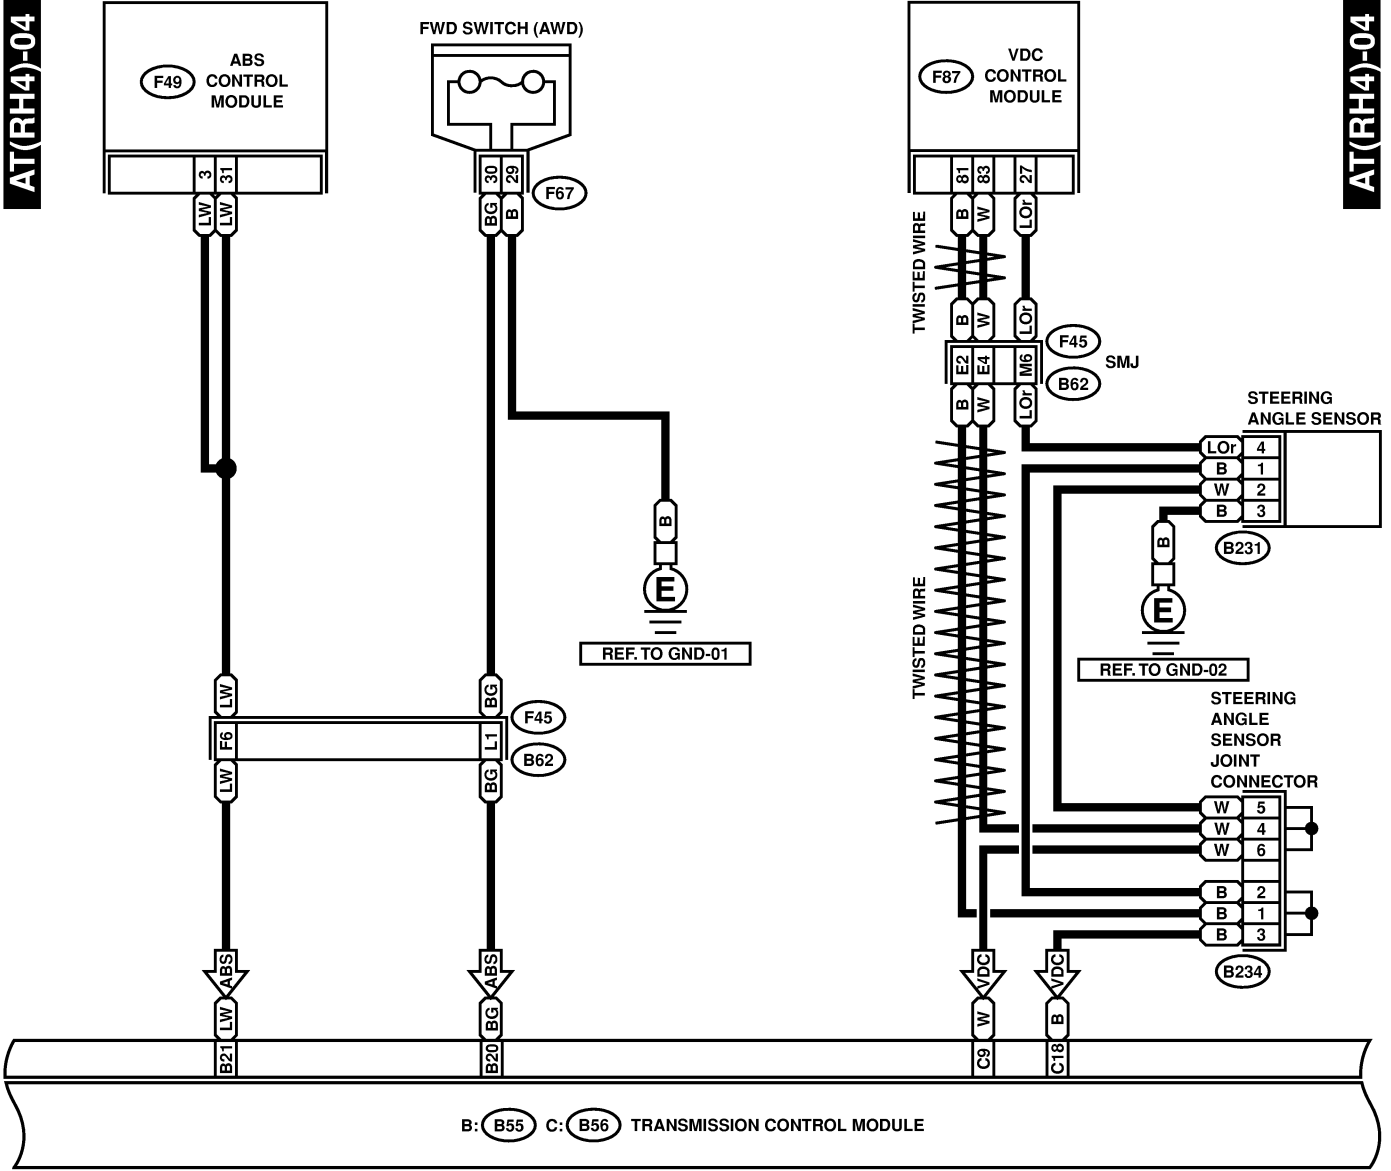 AT(RH4)-04
AT(RH4)-04
ABS
CONTROL
MODULE
F49
3
31
LW
LW
FWD SWITCH (AWD)
30
29
F67
BG
B
VDC
CONTROL
MODULE
F87
81
83
27
B
W
LOr
TWISTED WIRE
B
W
LOr
E2
E4
M6
F45
B62
SMJ
B
W
LOr
STEERING
ANGLE SENSOR
LOr 4
B 1
W 2
B 3
B231
B
E
REF. TO GND-02
B
E
REF. TO GND-01
TWISTED WIRE
LW
BG
F6
L1
F45
B62
LW
BG
STEERING
ANGLE
SENSOR
JOINT
CONNECTOR
W 5
W 4
W 6
B 2
B 1
B 3
B234
ABS
ABS
VDC
VDC
LW
BG
W
B
B21
B20
C9
C18
B: B55 C: B56 TRANSMISSION CONTROL MODULE